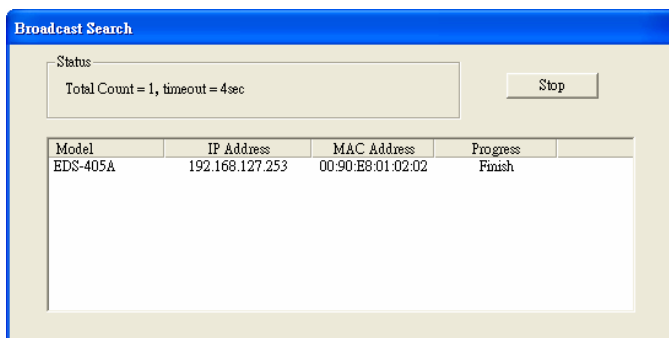 Broadcast Search
Status
Total Count = 1, timeout = 4sec
Stop
Model IP Address MAC Address Progress
EDS-405A 192.168.127.253 00:90:E8:01:02:02 Finish